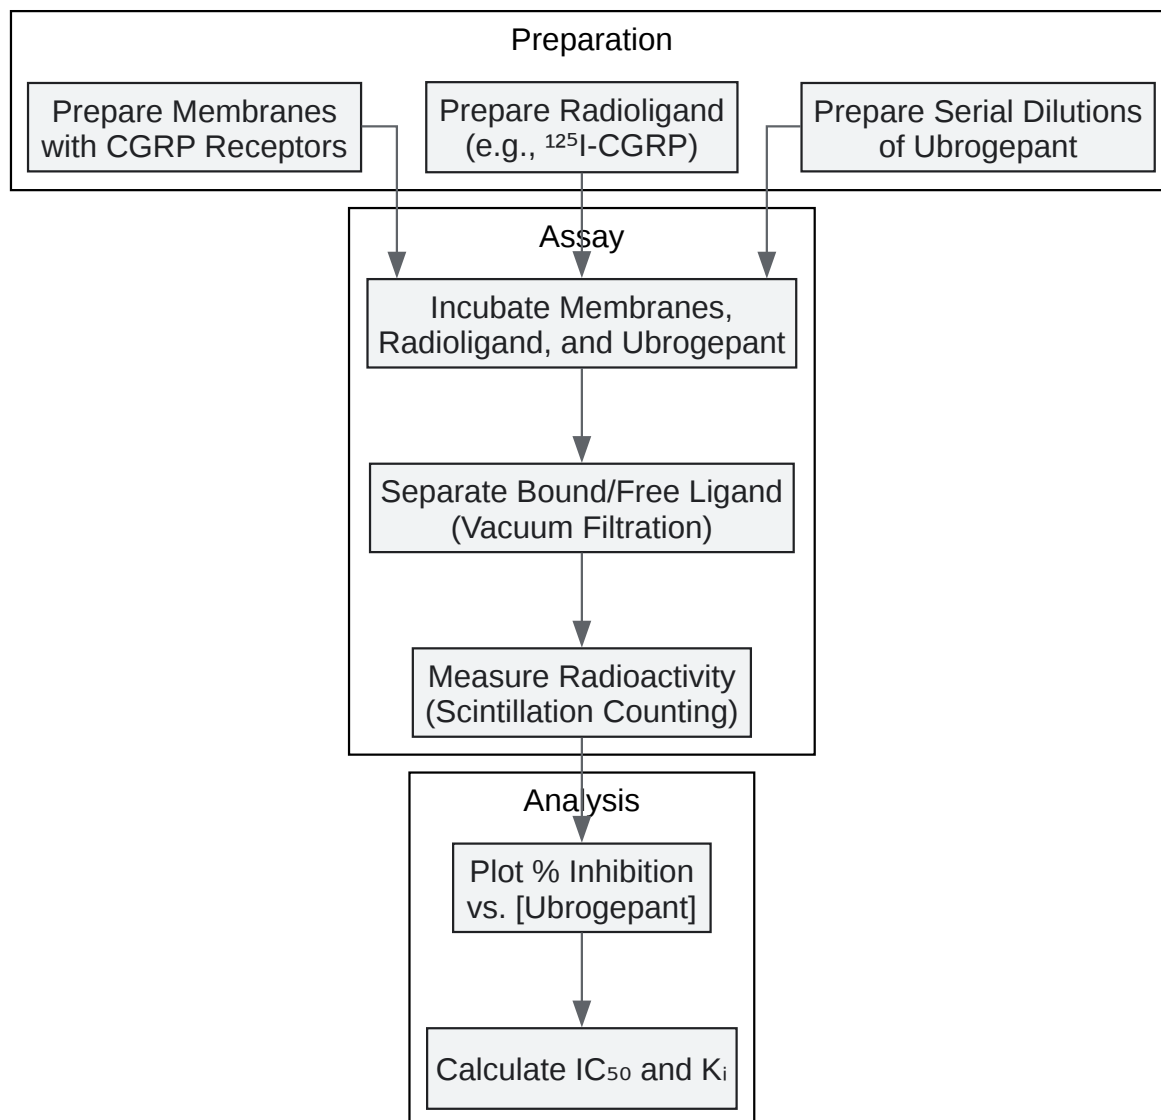 Preparation
Prepare Membranes
with CGRP Receptors
Prepare Radioligand
(e.g., ¹²⁵I-CGRP)
Prepare Serial Dilutions
of Ubrogepant
Assay
Incubate Membranes,
Radioligand, and Ubrogepant
Separate Bound/Free Ligand
(Vacuum Filtration)
Measure Radioactivity
(Scintillation Counting)
Analysis
Plot % Inhibition
vs. [Ubrogepant]
Calculate IC₅₀ and Kᵢ